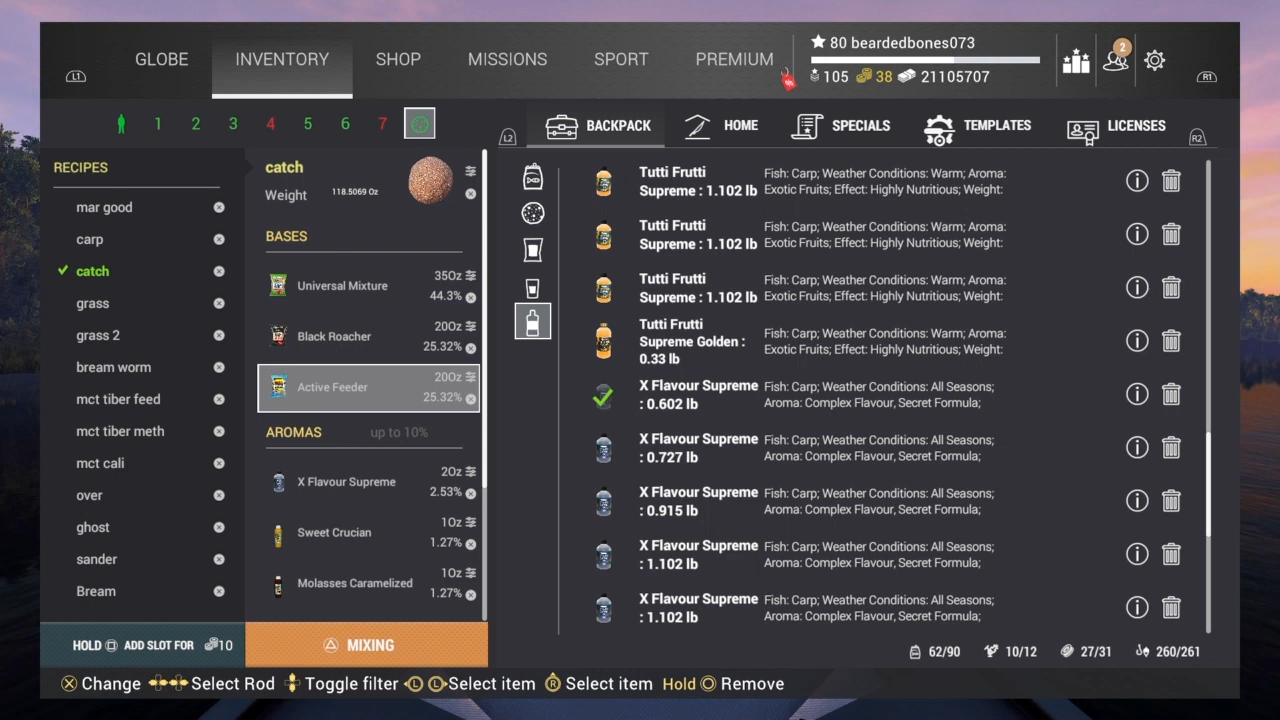 GLOBE INVENTORY SHOP MISSIONS SPORT PREMIUM
80 beardedbones073
105 38 21105707
2
L1
R1
1 2 3 4 5 6 7
L2 BACKPACK HOME SPECIALS TEMPLATES LICENSES R2
RECIPES
mar good
carp
catch
grass
grass 2
bream worm
mct tiber feed
mct tiber meth
mct cali
over
ghost
sander
Bream
HOLD ADD SLOT FOR 10
catch
Weight 118.5069 Oz
BASES
Universal Mixture 35Oz 44.3%
Black Roacher 20Oz 25.32%
Active Feeder 20Oz 25.32%
AROMAS up to 10%
X Flavour Supreme 2Oz 2.53%
Sweet Crucian 1Oz 1.27%
Molasses Caramelized 1Oz 1.27%
MIXING
Tutti Frutti
Supreme : 1.102 lb
Fish: Carp; Weather Conditions: Warm; Aroma:
Exotic Fruits; Effect: Highly Nutritious; Weight:
Tutti Frutti
Supreme : 1.102 lb
Fish: Carp; Weather Conditions: Warm; Aroma:
Exotic Fruits; Effect: Highly Nutritious; Weight:
Tutti Frutti
Supreme : 1.102 lb
Fish: Carp; Weather Conditions: Warm; Aroma:
Exotic Fruits; Effect: Highly Nutritious; Weight:
Tutti Frutti
Supreme Golden :
0.33 lb
Fish: Carp; Weather Conditions: Warm; Aroma:
Exotic Fruits; Effect: Highly Nutritious; Weight:
X Flavour Supreme
: 0.602 lb
Fish: Carp; Weather Conditions: All Seasons;
Aroma: Complex Flavour, Secret Formula;
X Flavour Supreme
: 0.727 lb
Fish: Carp; Weather Conditions: All Seasons;
Aroma: Complex Flavour, Secret Formula;
X Flavour Supreme
: 0.915 lb
Fish: Carp; Weather Conditions: All Seasons;
Aroma: Complex Flavour, Secret Formula;
X Flavour Supreme
: 1.102 lb
Fish: Carp; Weather Conditions: All Seasons;
Aroma: Complex Flavour, Secret Formula;
X Flavour Supreme
: 1.102 lb
Fish: Carp; Weather Conditions: All Seasons;
Aroma: Complex Flavour, Secret Formula;
62/90 10/12 27/31 260/261
Change Select Rod Toggle filter L L Select item R Select item Hold Remove